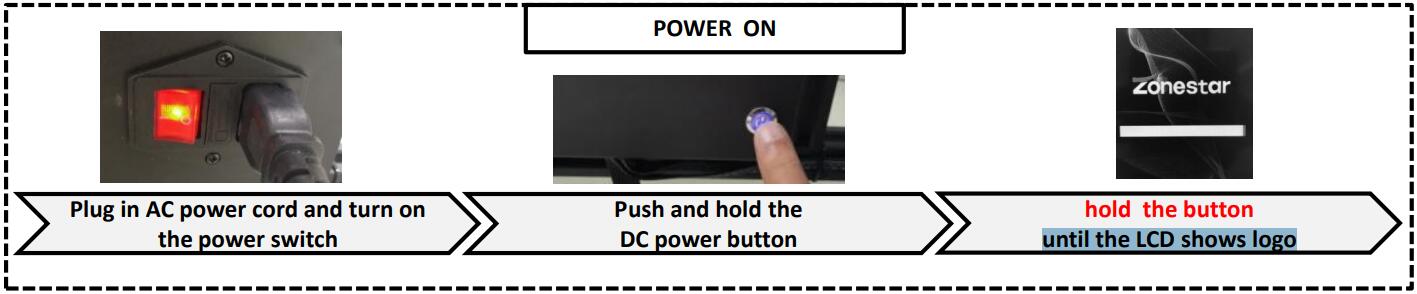 POWER ON
Zonestar
Plug in AC power cord and turn on
the power switch
Push and hold the
DC power button
hold the button
until the LCD shows logo